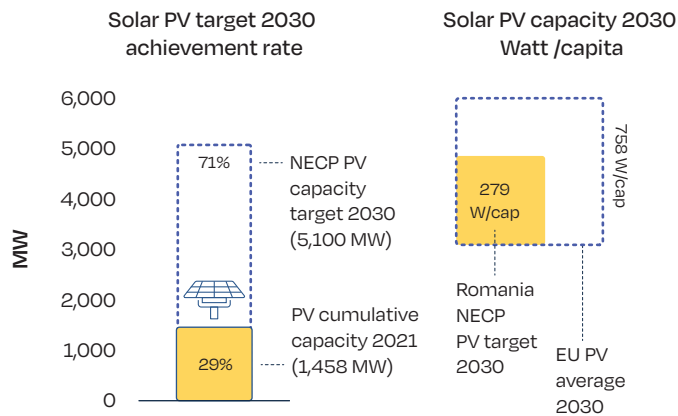 Solar PV target 2030
achievement rate
6,000
5,000
4,000
3,000
2,000
1,000
0
MW
71%
29%
NECP PV
capacity
target 2030
(5,100 MW)
PV cumulative
capacity 2021
(1,458 MW)
Solar PV capacity 2030
Watt /capita
758 W/cap
279
W/cap
Romania
NECP
PV target
2030
EU PV
average
2030